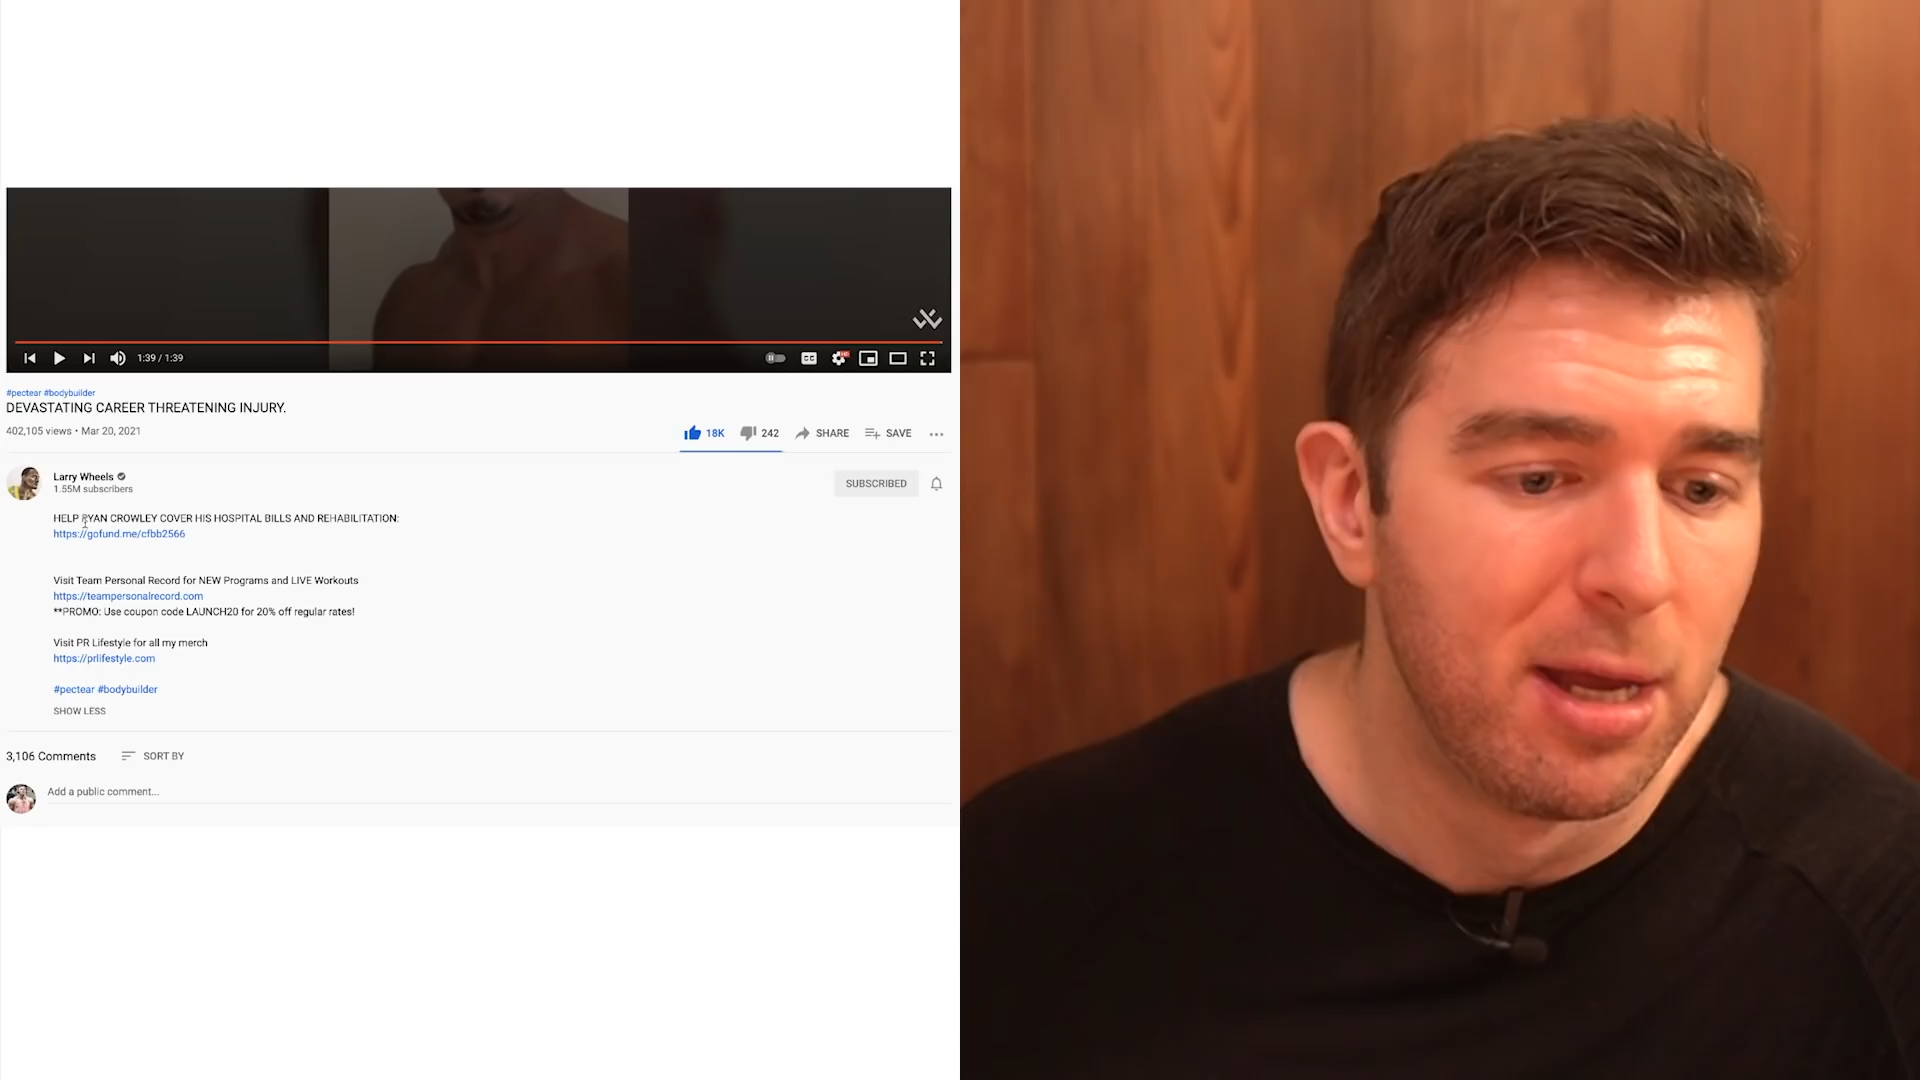 1:39 / 1:39
#pectear #bodybuilder
DEVASTATING CAREER THREATENING INJURY.
402,105 views • Mar 20, 2021
18K
242
SHARE
SAVE
Larry Wheels
1.55M subscribers
SUBSCRIBED
HELP RYAN CROWLEY COVER HIS HOSPITAL BILLS AND REHABILITATION:
https://gofund.me/cfbb2566
Visit Team Personal Record for NEW Programs and LIVE Workouts
https://teampersonalrecord.com
**PROMO: Use coupon code LAUNCH20 for 20% off regular rates!
Visit PR Lifestyle for all my merch
https://prlifestyle.com
#pectear #bodybuilder
SHOW LESS
3,106 Comments
SORT BY
Add a public comment...